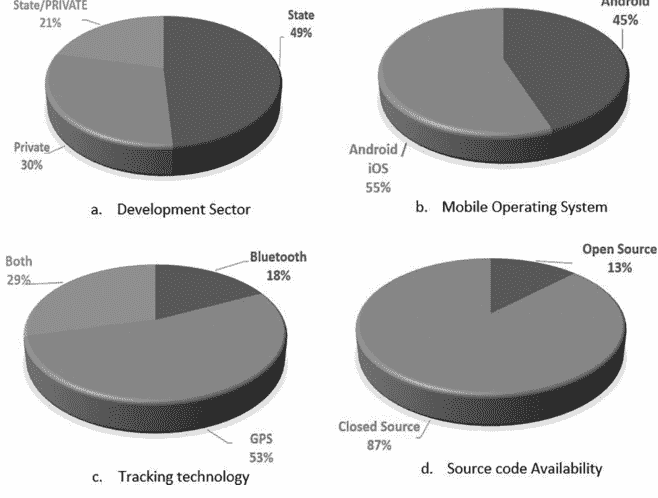 State/PRIVATE
21%
State
49%
Private
30%
a. Development Sector
Android
45%
Android /
iOS
55%
b. Mobile Operating System
Both
29%
Bluetooth
18%
GPS
53%
c. Tracking technology
Open Source
13%
Closed Source
87%
d. Source code Availability